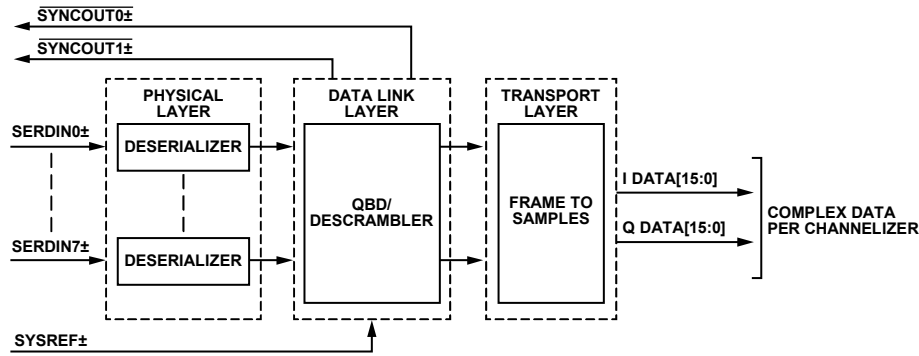 SYNCOUT0±
SYNCOUT1±
PHYSICAL
LAYER
DATA LINK
LAYER
TRANSPORT
LAYER
SERDIN0±
DESERIALIZER
QBD/
DESCRAMBLER
FRAME TO
SAMPLES
I DATA[15:0]
Q DATA[15:0]
COMPLEX DATA
PER CHANNELIZER
SERDIN7±
DESERIALIZER
SYSREF±